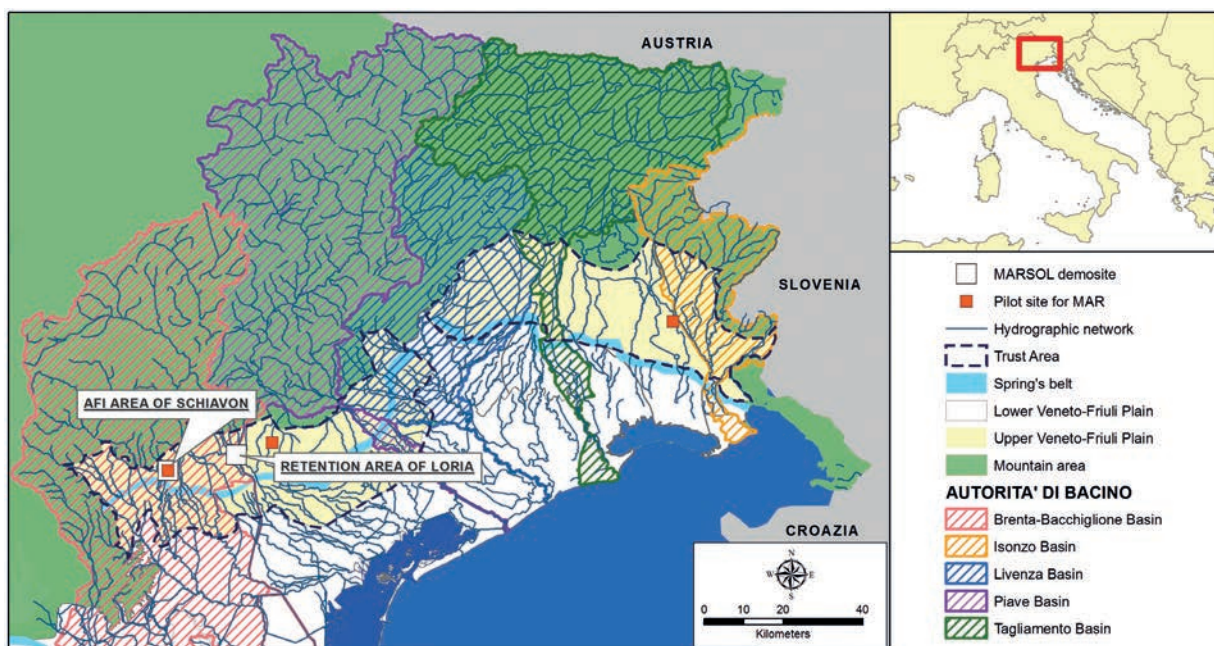 AUSTRIA
SLOVENIA
AFI AREA OF SCHIAVON
RETENTION AREA OF LORIA
CROAZIA
N
W E
S
0 10 20 40
Kilometers
MARSOL demosite
Pilot site for MAR
Hydrographic network
Trust Area
Spring's belt
Lower Veneto-Friuli Plain
Upper Veneto-Friuli Plain
Mountain area
AUTORITA' DI BACINO
Brenta-Bacchiglione Basin
Isonzo Basin
Livenza Basin
Piave Basin
Tagliamento Basin